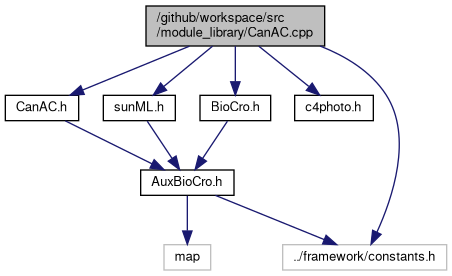 /github/workspace/src
/module_library/CanAC.cpp
CanAC.h
sunML.h
BioCro.h
c4photo.h
AuxBioCro.h
map
../framework/constants.h